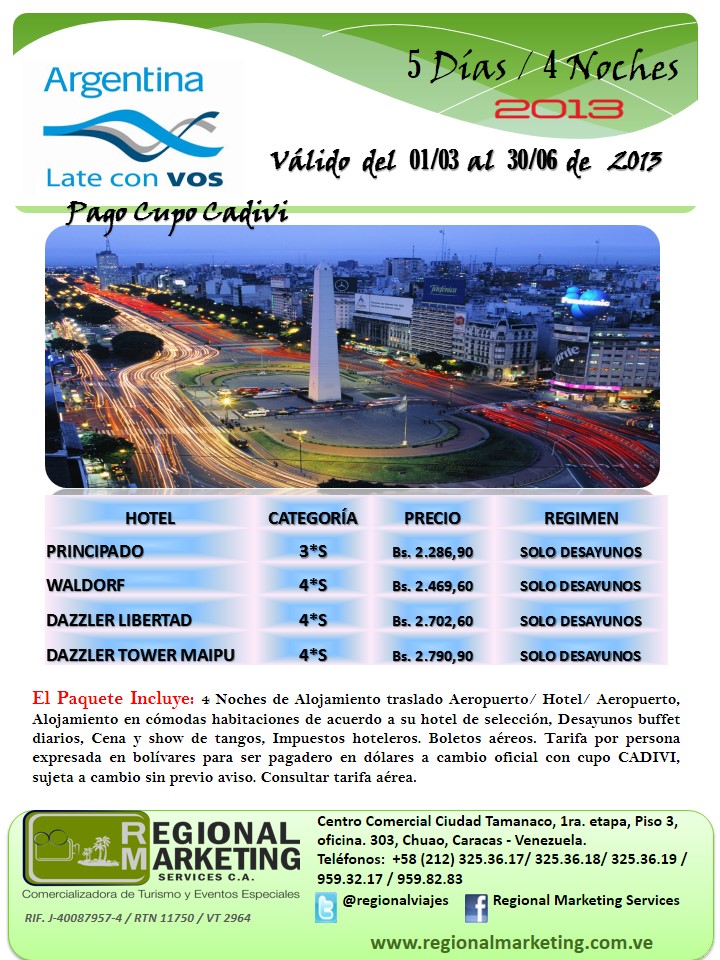 Argentina
Late con vos
5 Días / 4 Noches
2013
Válido del 01/03 al 30/06 de 2013
Pago Cupo Cadivi
Telefonica
Panasonic
HOTEL CATEGORÍA PRECIO REGIMEN
PRINCIPADO 3*S Bs. 2.286,90 SOLO DESAYUNOS
WALDORF 4*S Bs. 2.469,60 SOLO DESAYUNOS
DAZZLER LIBERTAD 4*S Bs. 2.702,60 SOLO DESAYUNOS
DAZZLER TOWER MAIPU 4*S Bs. 2.790,90 SOLO DESAYUNOS
El Paquete Incluye: 4 Noches de Alojamiento traslado Aeropuerto/ Hotel/ Aeropuerto,
Alojamiento en cómodas habitaciones de acuerdo a su hotel de selección, Desayunos buffet
diarios, Cena y show de tangos, Impuestos hoteleros. Boletos aéreos. Tarifa por persona
expresada en bolívares para ser pagadero en dólares a cambio oficial con cupo CADIVI,
sujeta a cambio sin previo aviso. Consultar tarifa aérea.
REGIONAL
MARKETING
SERVICES C.A.
Comercializadora de Turismo y Eventos Especiales
RIF. J-40087957-4 / RTN 11750 / VT 2964
Centro Comercial Ciudad Tamanaco, 1ra. etapa, Piso 3,
oficina. 303, Chuao, Caracas - Venezuela.
Teléfonos: +58 (212) 325.36.17/ 325.36.18/ 325.36.19 /
959.32.17 / 959.82.83
@regionalviajes Regional Marketing Services
www.regionalmarketing.com.ve